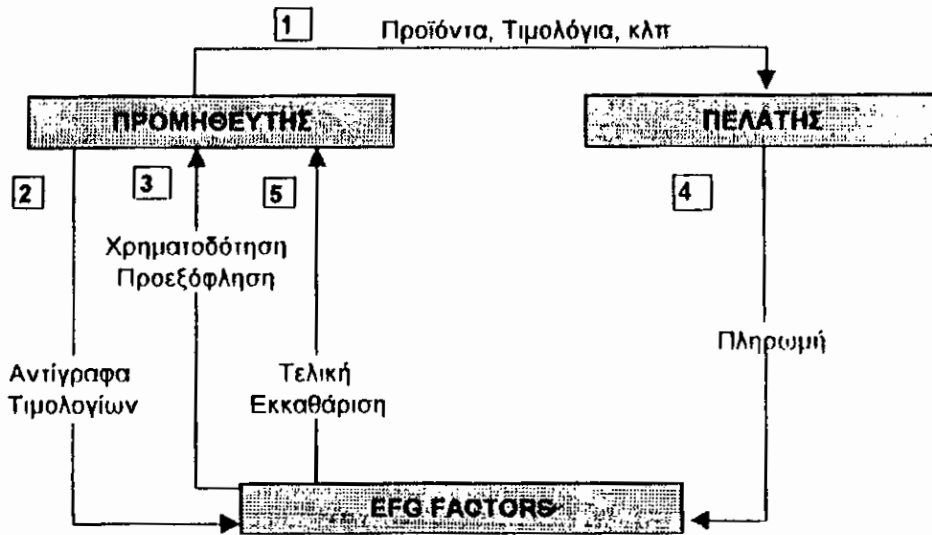 1
Προϊόντα, Τιμολόγια, κλπ
ΠΡΟΜΗΘΕΥΤΗΣ
ΠΕΛΑΤΗΣ
2
3
5
4
Χρηματοδότηση
Προεξόφληση
Πληρωμή
Αντίγραφα
Τιμολογίων
Τελική
Εκκαθάριση
EFG FACTORS